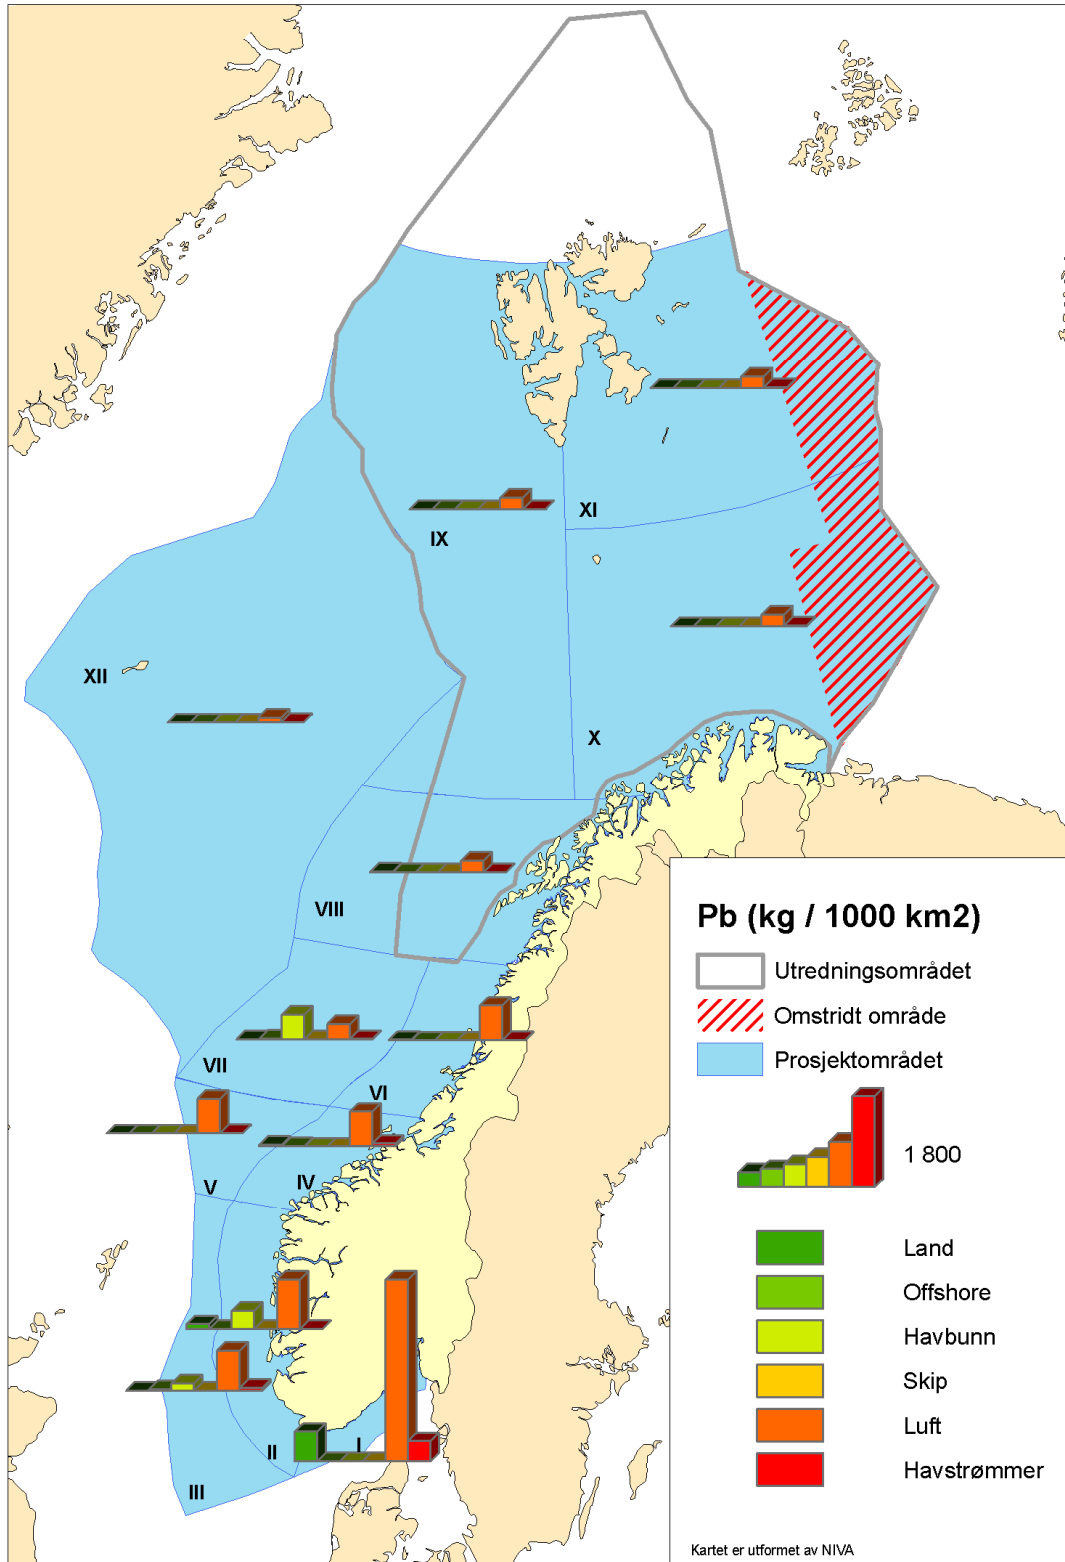 XI
IX
XII
X
VIII
VII
VI
V
IV
II
I
III
Pb (kg / 1000 km2)
Utredningsområdet
Omstridt område
Prosjektområdet
1 800
Land
Offshore
Havbunn
Skip
Luft
Havstrømmer
Kartet er utformet av NIVA